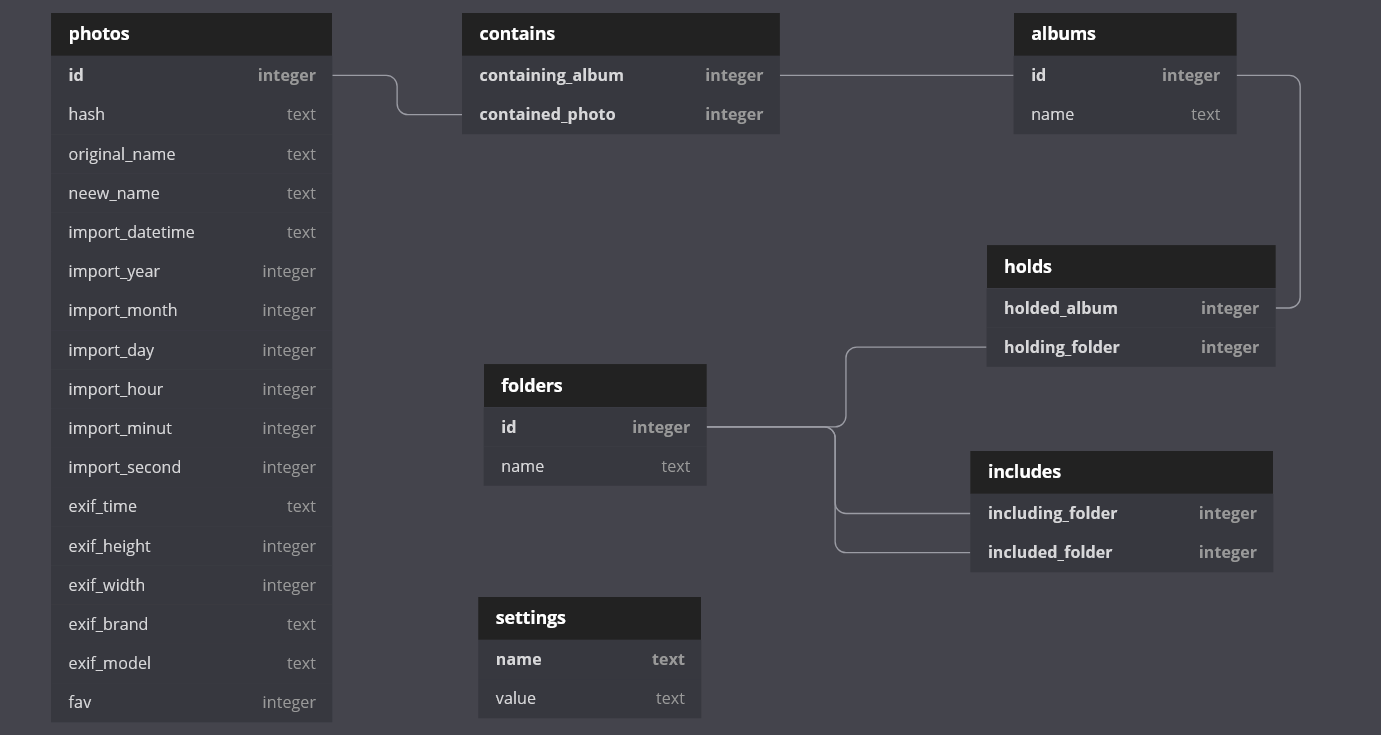 photos
id integer
hash text
original_name text
neew_name text
import_datetime text
import_year integer
import_month integer
import_day integer
import_hour integer
import_minut integer
import_second integer
exif_time text
exif_height integer
exif_width integer
exif_brand text
exif_model text
fav integer
contains
containing_album integer
contained_photo integer
albums
id integer
name text
holds
holded_album integer
holding_folder integer
folders
id integer
name text
includes
including_folder integer
included_folder integer
settings
name text
value text